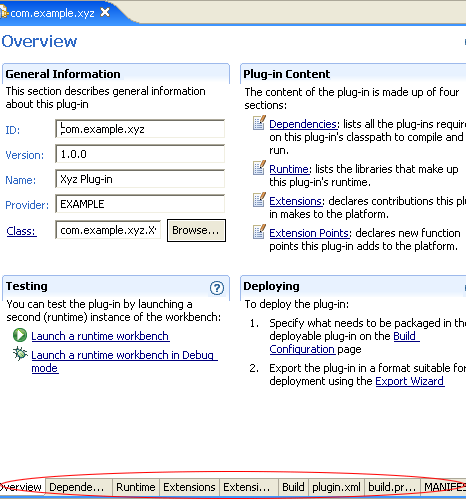 com.example.xyz
Overview
General Information
This section describes general information
about this plug-in
ID:
com.example.xyz
Version:
1.0.0
Name:
Xyz Plug-in
Provider:
EXAMPLE
Class:
com.example.xyz.X
Browse...
Plug-in Content
The content of the plug-in is made up of four
sections:
Dependencies: lists all the plug-ins require
on this plug-in's classpath to compile and
run.
Runtime: lists the libraries that make up
this plug-in's runtime.
Extensions: declares contributions this plu
in makes to the platform.
Extension Points: declares new function
points this plug-in adds to the platform.
Testing
You can test the plug-in by launching a
second (runtime) instance of the workbench:
Launch a runtime workbench
Launch a runtime workbench in Debug
mode
Deploying
To deploy the plug-in:
1. Specify what needs to be packaged in the
deployable plug-in on the Build
Configuration page
2. Export the plug-in in a format suitable for
deployment using the Export Wizard
Overview Depende... Runtime Extensions Extensi... Build plugin.xml build.pr... MANIFES